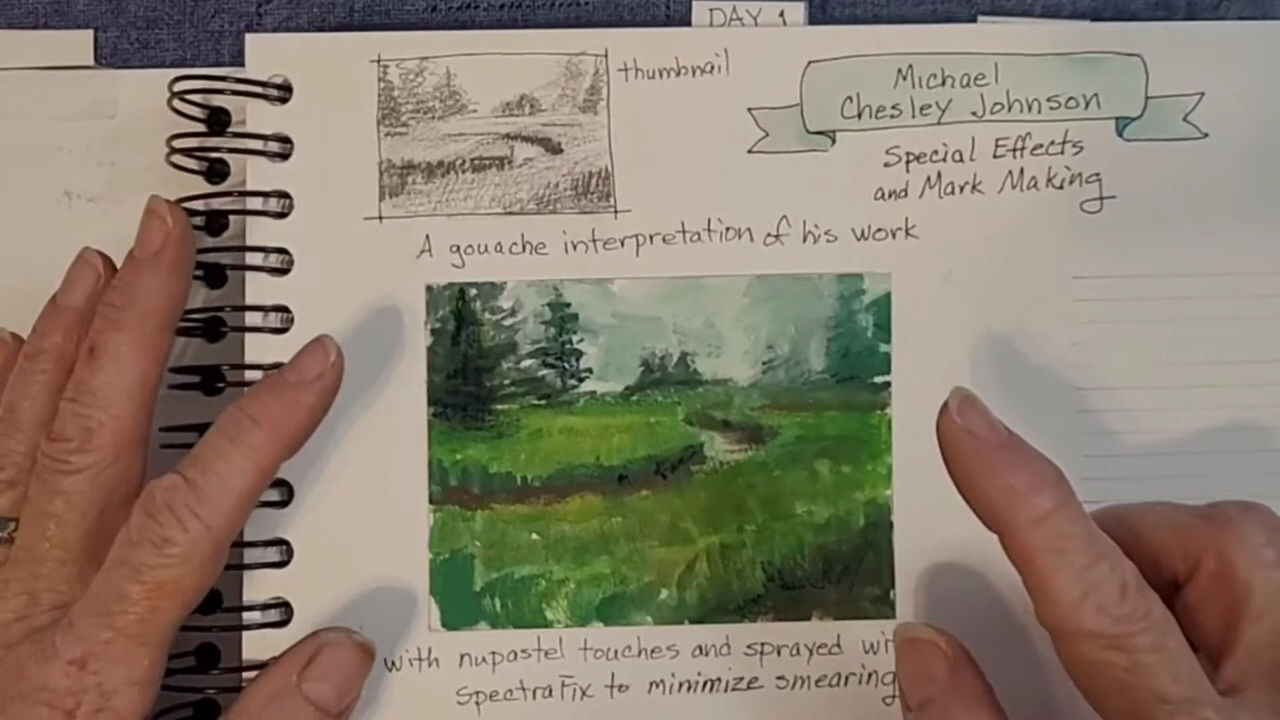 DAY 1
thumbnail
Michael
Chesley Johnson
Special Effects
and Mark Making
A gouache interpretation of his work
with nupastel touches and sprayed wi
SpectraFix to minimize smearing